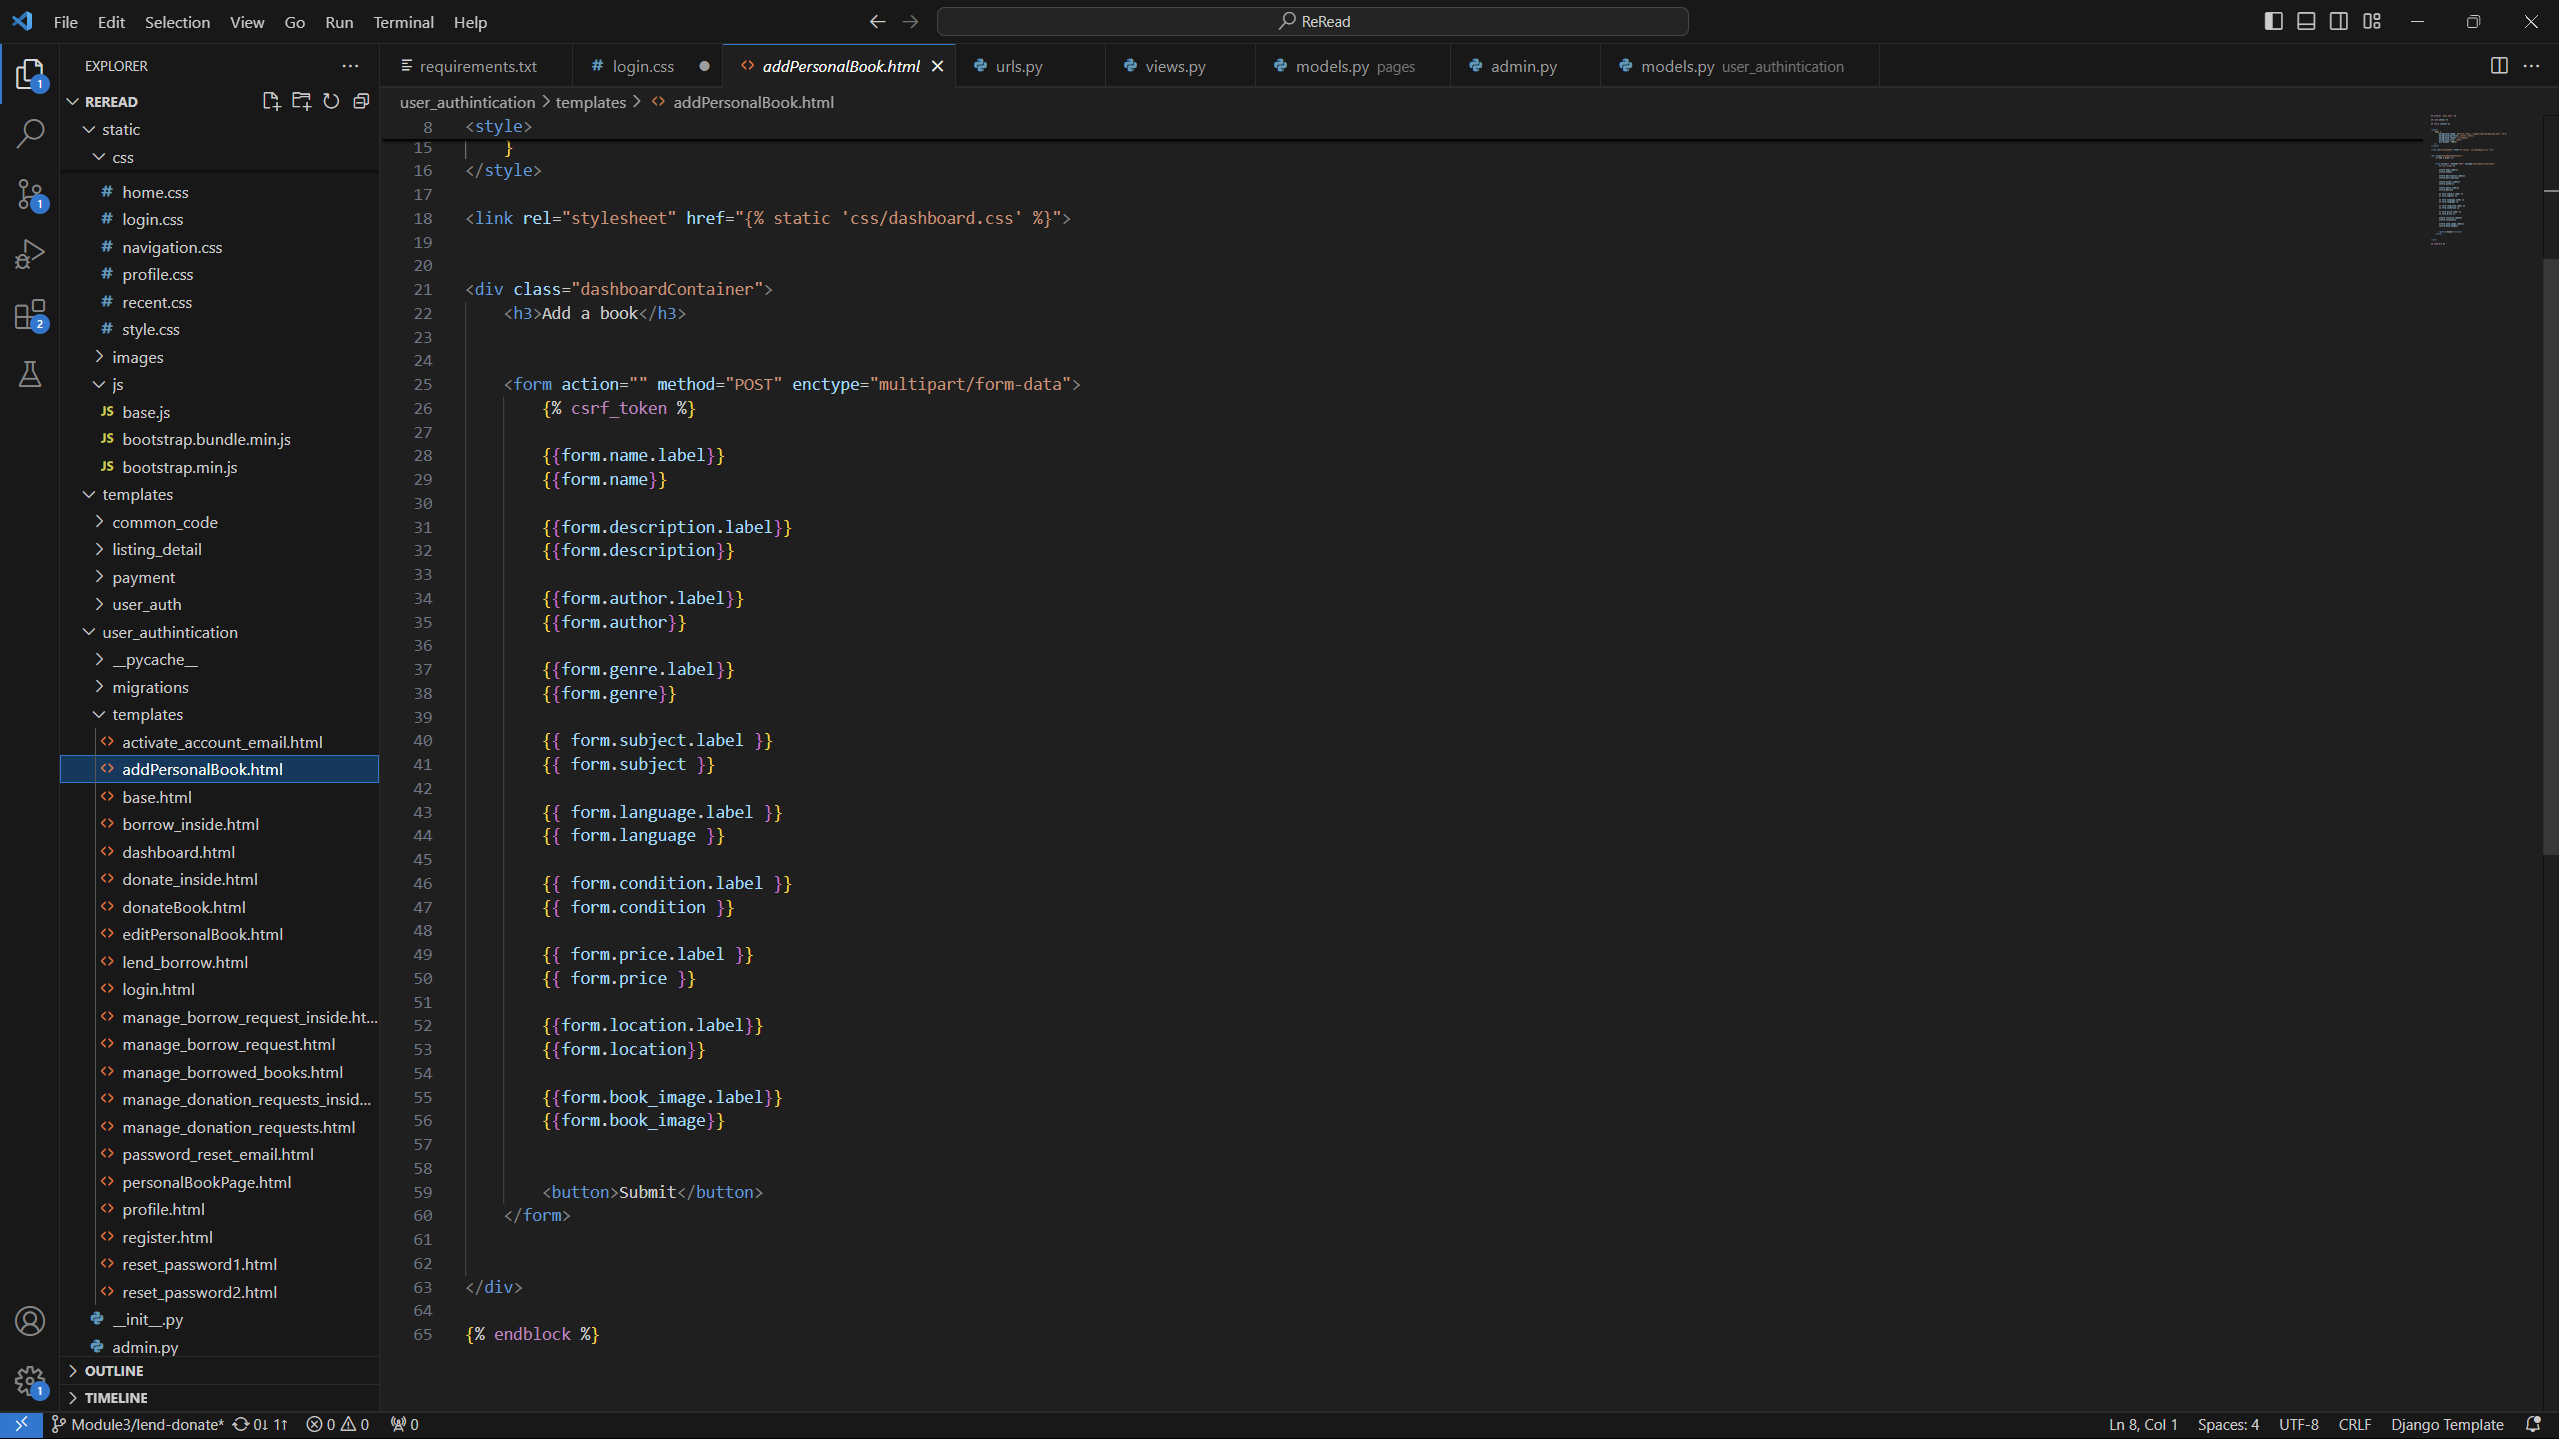 File Edit Selection View Go Run Terminal Help
ReRead
EXPLORER
REREAD
static
css
home.css
login.css
navigation.css
profile.css
recent.css
style.css
images
js
JS base.js
JS bootstrap.bundle.min.js
JS bootstrap.min.js
templates
common_code
listing_detail
payment
user_auth
user_authintication
__pycache__
migrations
templates
activate_account_email.html
addPersonalBook.html
base.html
borrow_inside.html
dashboard.html
donate_inside.html
donateBook.html
editPersonalBook.html
lend_borrow.html
login.html
manage_borrow_request_inside.ht...
manage_borrow_request.html
manage_borrowed_books.html
manage_donation_requests_insid...
manage_donation_requests.html
password_reset_email.html
personalBookPage.html
profile.html
register.html
reset_password1.html
reset_password2.html
__init__.py
admin.py
OUTLINE
TIMELINE
1
1
2
1
requirements.txt login.css addPersonalBook.html urls.py views.py models.py pages admin.py models.py user_authintication
user_authintication > templates > addPersonalBook.html
8 <style>
15 }
16 </style>
17
18 <link rel="stylesheet" href="{% static 'css/dashboard.css' %}">
19
20
21 <div class="dashboardContainer">
22 <h3>Add a book</h3>
23
24
25 <form action="" method="POST" enctype="multipart/form-data">
26 {% csrf_token %}
27
28 {{form.name.label}}
29 {{form.name}}
30
31 {{form.description.label}}
32 {{form.description}}
33
34 {{form.author.label}}
35 {{form.author}}
36
37 {{form.genre.label}}
38 {{form.genre}}
39
40 {{ form.subject.label }}
41 {{ form.subject }}
42
43 {{ form.language.label }}
44 {{ form.language }}
45
46 {{ form.condition.label }}
47 {{ form.condition }}
48
49 {{ form.price.label }}
50 {{ form.price }}
51
52 {{form.location.label}}
53 {{form.location}}
54
55 {{form.book_image.label}}
56 {{form.book_image}}
57
58
59 <button>Submit</button>
60 </form>
61
62
63 </div>
64
65 {% endblock %}
Module3/lend-donate* 0↓ 1↑ 0 0 0 Ln 8, Col 1 Spaces: 4 UTF-8 CRLF Django Template